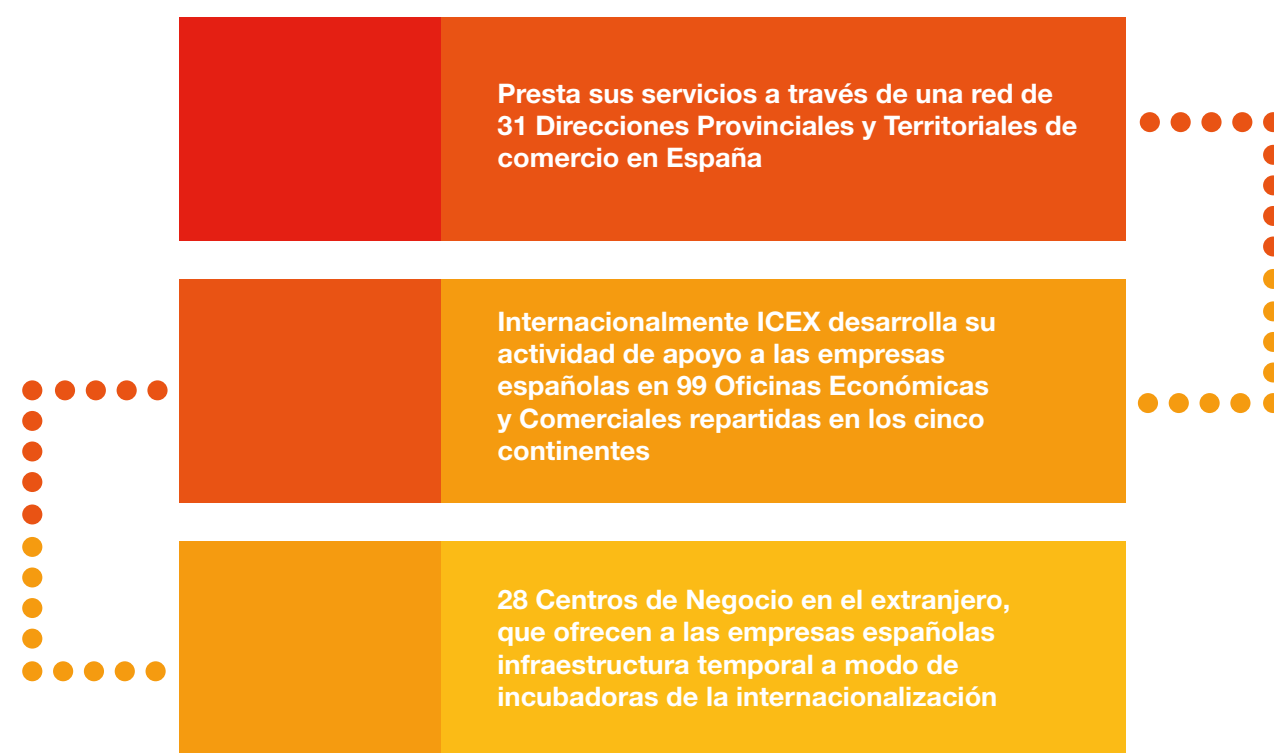 Presta sus servicios a través de una red de
31 Direcciones Provinciales y Territoriales de
comercio en España
Internacionalmente ICEX desarrolla su
actividad de apoyo a las empresas
españolas en 99 Oficinas Económicas
y Comerciales repartidas en los cinco
continentes
28 Centros de Negocio en el extranjero,
que ofrecen a las empresas españolas
infraestructura temporal a modo de
incubadoras de la internacionalización